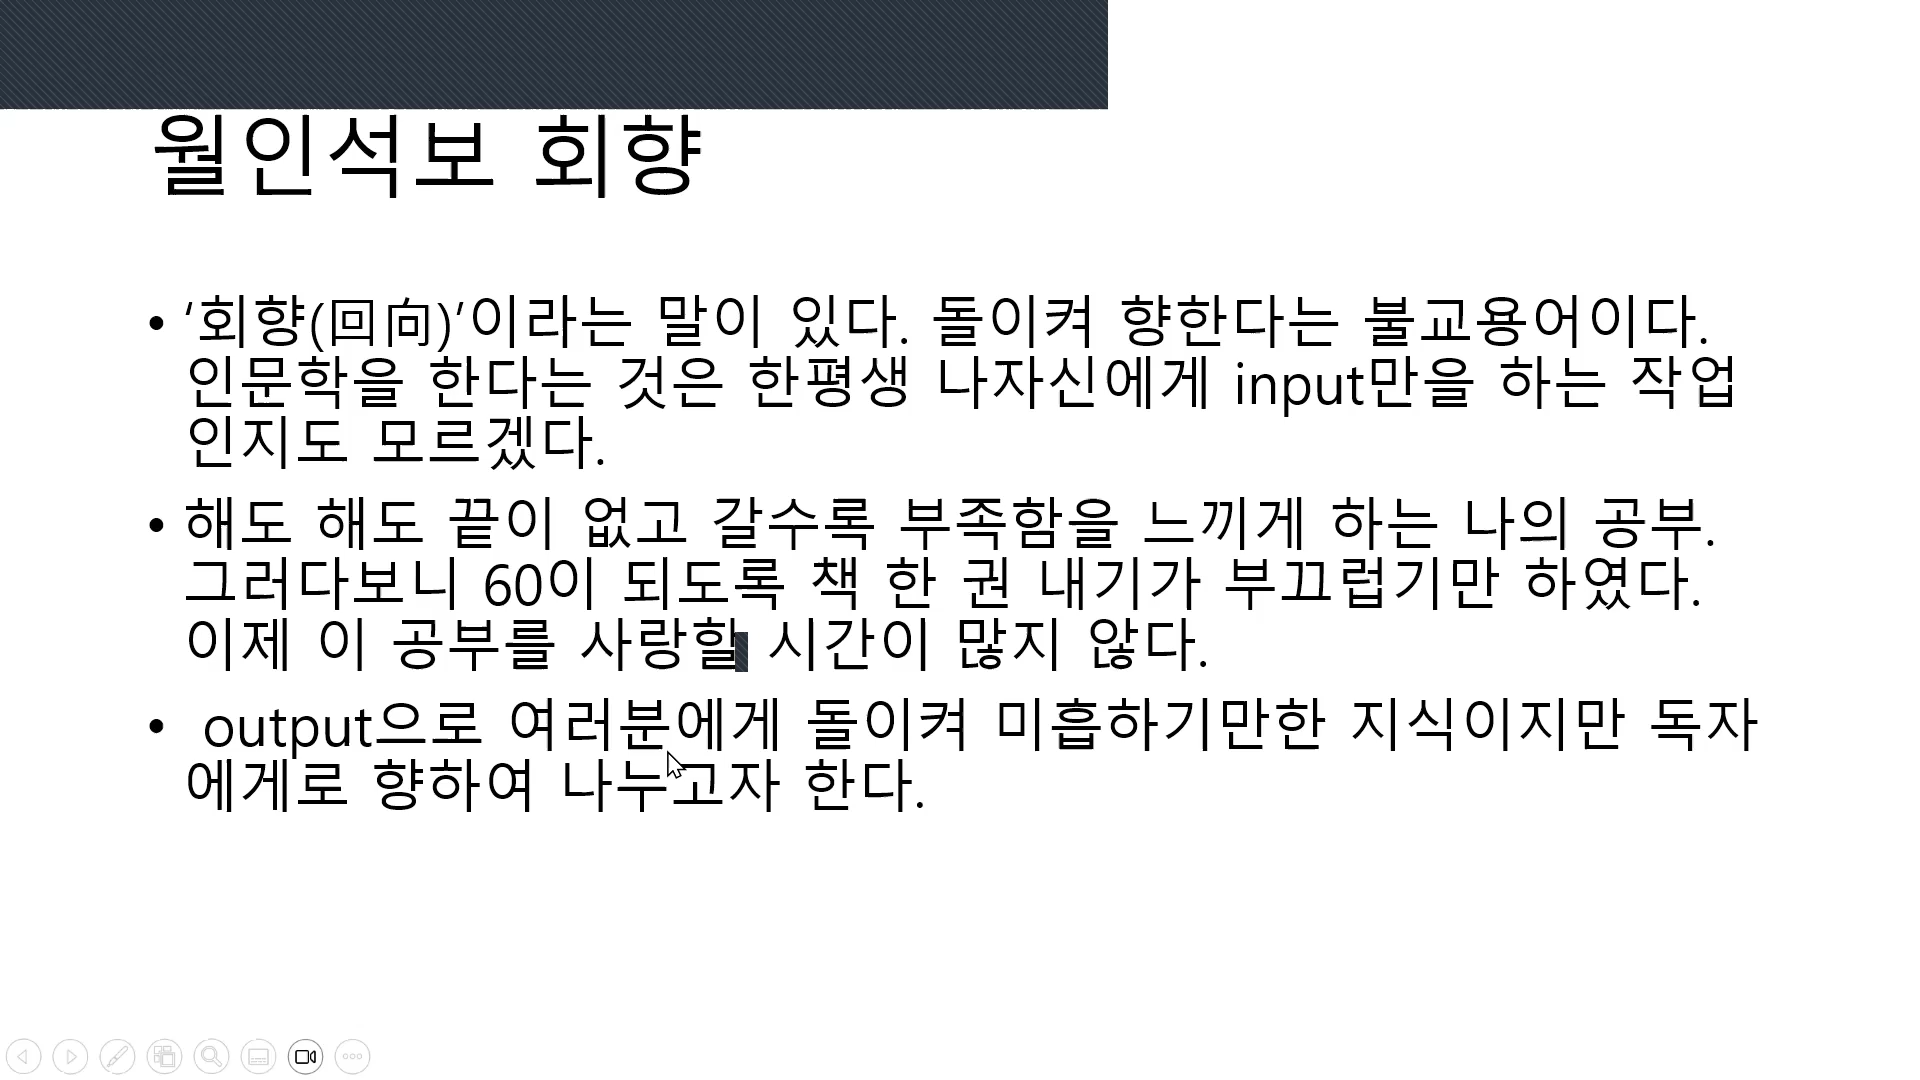 월인석보 회향
• ‘회향(回向)’이라는 말이 있다. 돌이켜 향한다는 불교용어이다.
인문학을 한다는 것은 한평생 나자신에게 input만을 하는 작업
인지도 모르겠다.
• 해도 해도 끝이 없고 갈수록 부족함을 느끼게 하는 나의 공부.
그러다보니 60이 되도록 책 한 권 내기가 부끄럽기만 하였다.
이제 이 공부를 사랑할 시간이 많지 않다.
• output으로 여러분에게 돌이켜 미흡하기만한 지식이지만 독자
에게로 향하여 나누고자 한다.